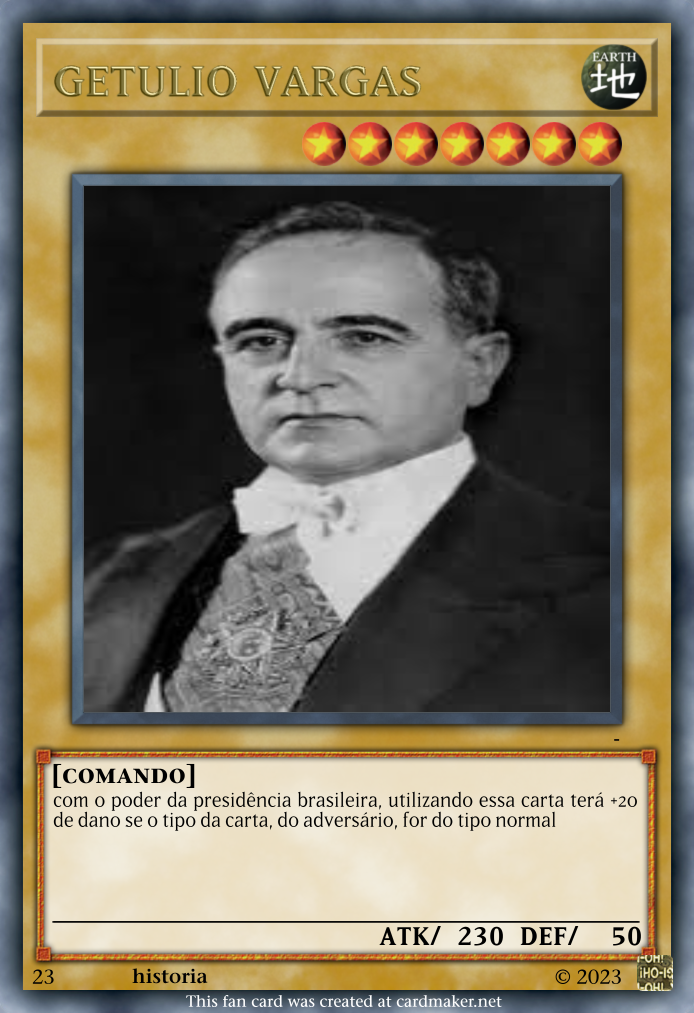 GETULIO VARGAS
EARTH
地
-
[COMANDO]
com o poder da presidência brasileira, utilizando essa carta terá +20
de dano se o tipo da carta, do adversário, for do tipo normal
ATK/ 230 DEF/ 50
23 historia © 2023
This fan card was created at cardmaker.net